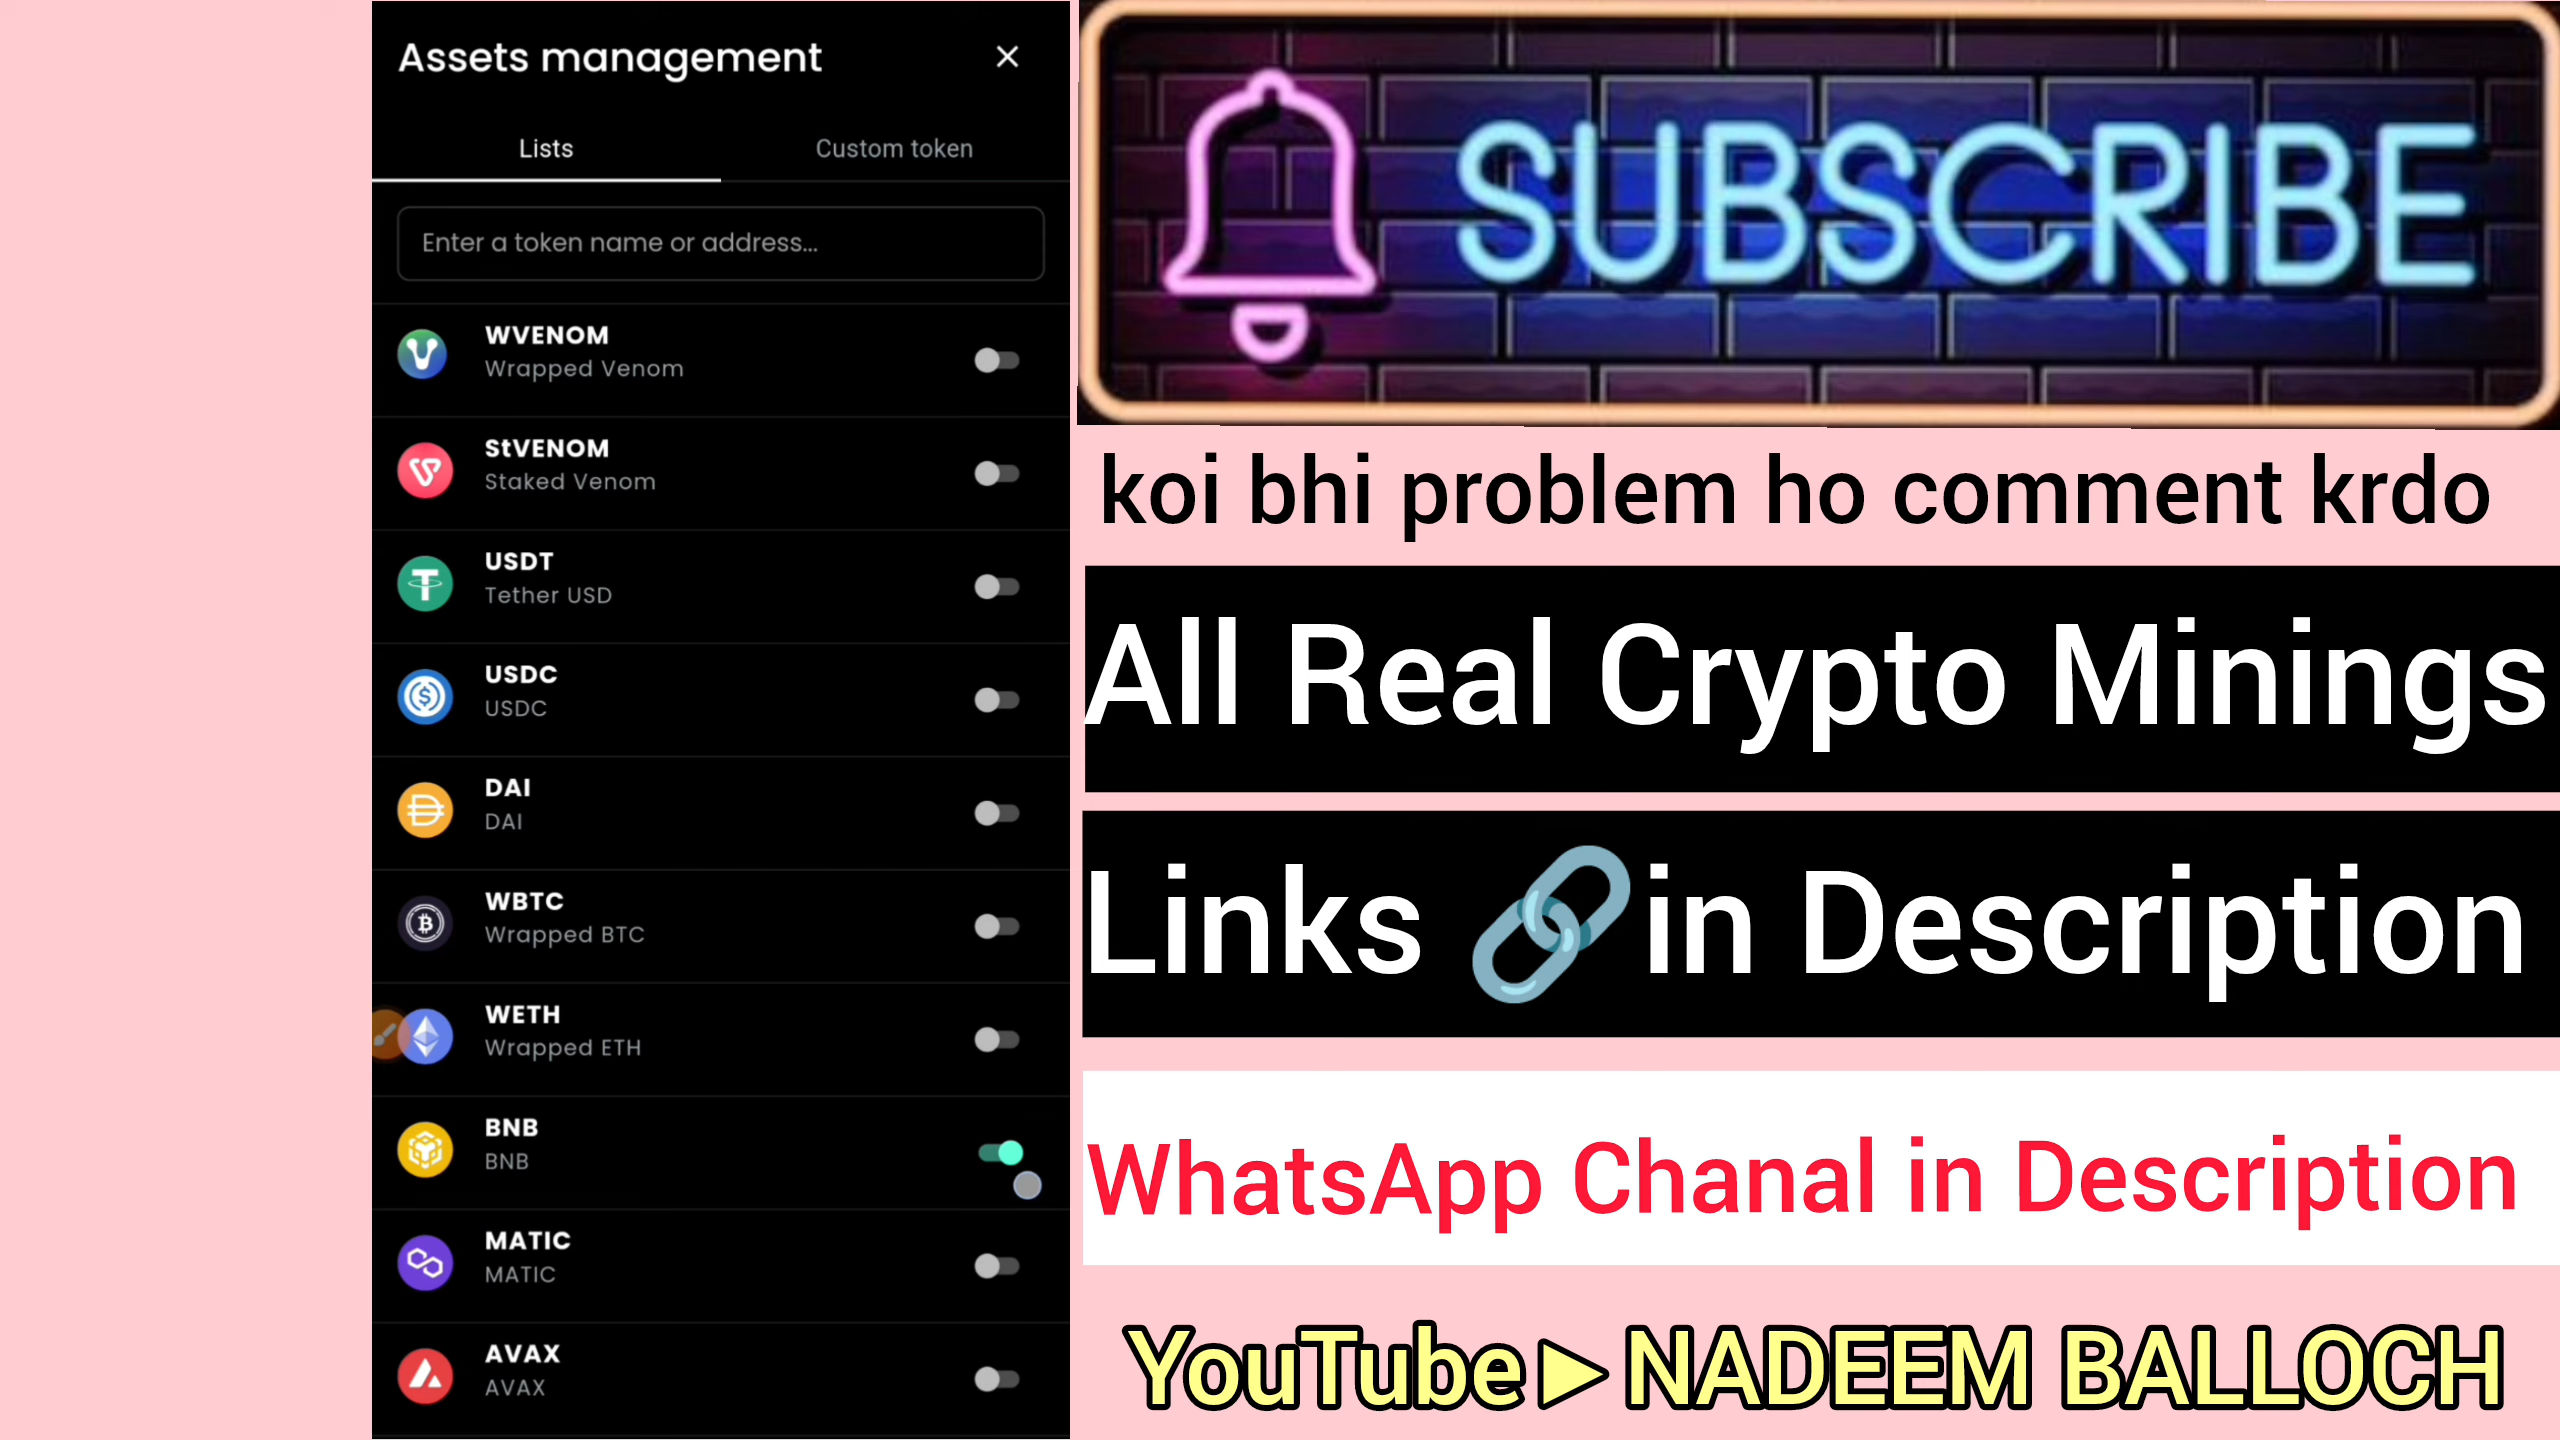 Assets management
Lists
Custom token
Enter a token name or address...
WVENOM
Wrapped Venom
StVENOM
Staked Venom
USDT
Tether USD
USDC
USDC
DAI
DAI
WBTC
Wrapped BTC
WETH
Wrapped ETH
BNB
BNB
MATIC
MATIC
AVAX
AVAX
SUBSCRIBE
koi bhi problem ho comment krdo
All Real Crypto Minings
Links 🔗in Description
WhatsApp Chanal in Description
YouTube►NADEEM BALLOCH